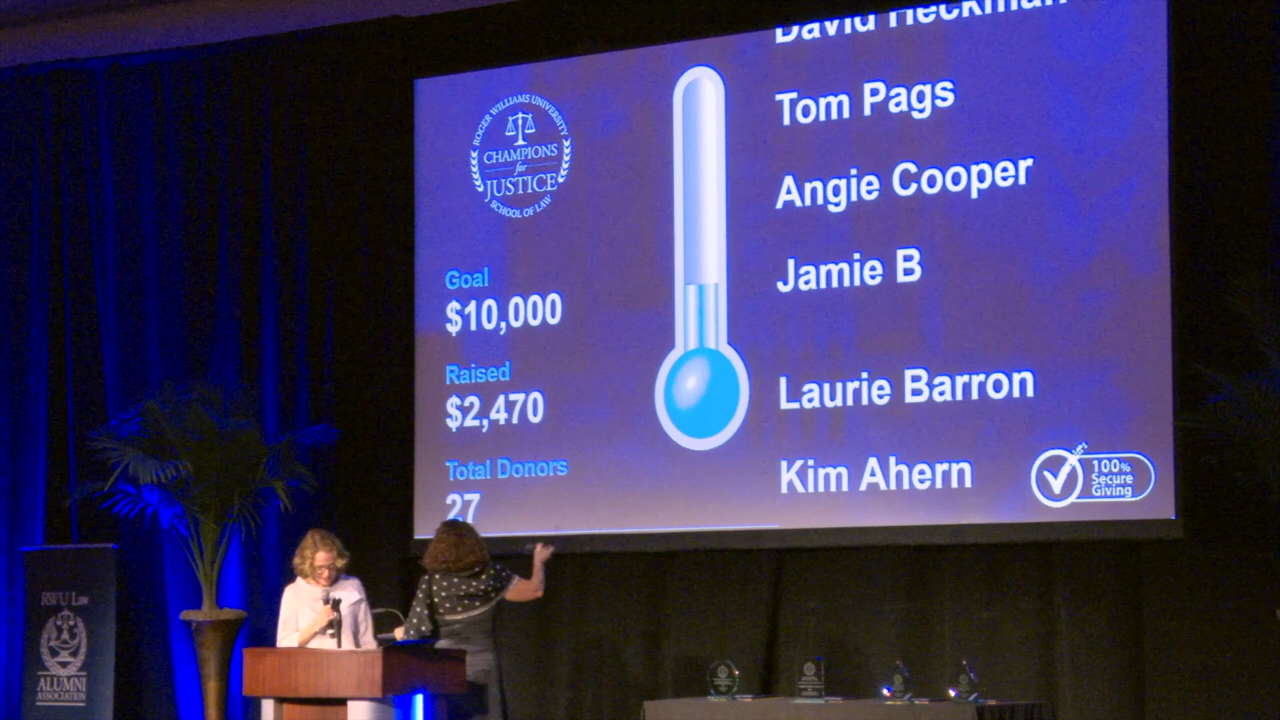 David Heckman
Tom Pags
Angie Cooper
Jamie B
Laurie Barron
Kim Ahern
ROGER WILLIAMS UNIVERSITY
CHAMPIONS
for
JUSTICE
SCHOOL OF LAW
Goal
$10,000
Raised
$2,470
Total Donors
27
100%
Secure
Giving
RWU Law
ALUMNI
ASSOCIATION